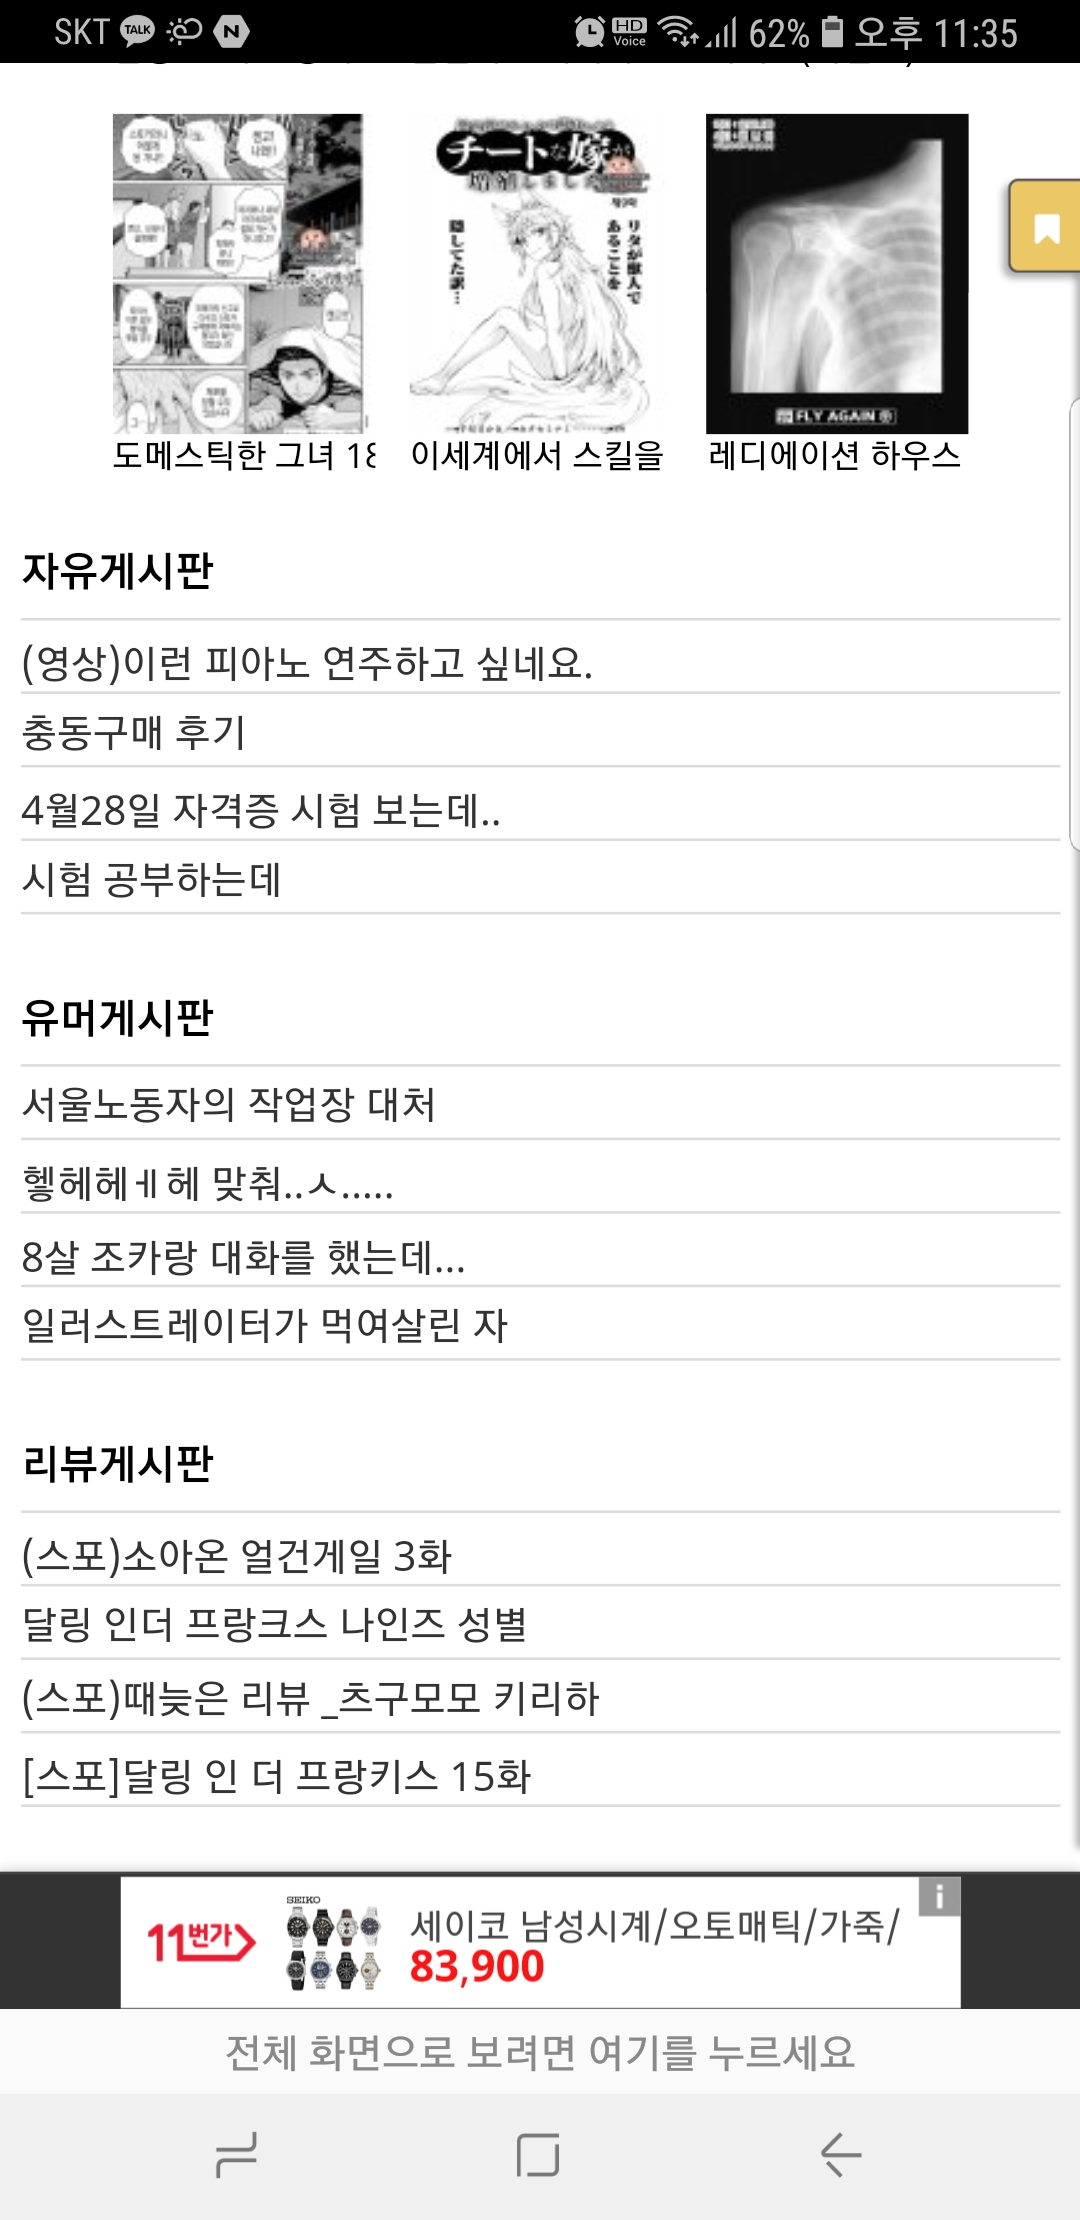 SKT TALK N HD Voice 62% 오후 11:35
チートな嫁が
増殖しました
リタが獣人で
あることを
隠してた訳…
FLY AGAIN
도메스틱한 그녀 18
이세계에서 스킬을
레디에이션 하우스
자유게시판
(영상)이런 피아노 연주하고 싶네요.
충동구매 후기
4월28일 자격증 시험 보는데..
시험 공부하는데
유머게시판
서울노동자의 작업장 대처
헿헤헤ㅔ헤 맞춰..ㅅ.....
8살 조카랑 대화를 했는데...
일러스트레이터가 먹여살린 자
리뷰게시판
(스포)소아온 얼건게일 3화
달링 인더 프랑크스 나인즈 성별
(스포)때늦은 리뷰 _츠구모모 키리하
[스포]달링 인 더 프랑키스 15화
11번가
SEIKO
세이코 남성시계/오토매틱/가죽/
83,900
전체 화면으로 보려면 여기를 누르세요